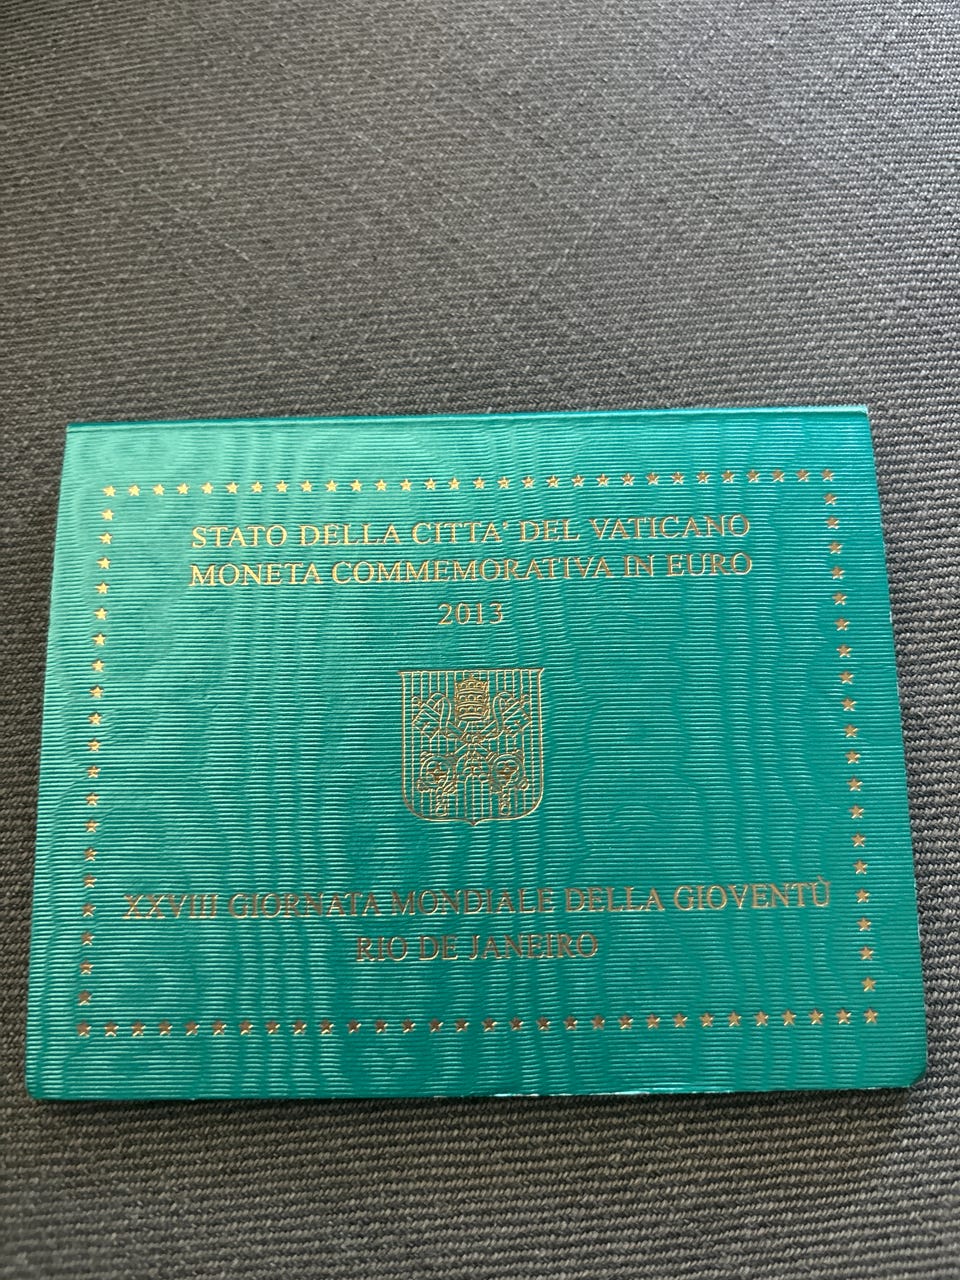 STATO DELLA CITTA' DEL VATICANO
MONETA COMMEMORATIVA IN EURO
2013
XXVIII GIORNATA MONDIALE DELLA GIOVENTÙ
RIO DE JANEIRO